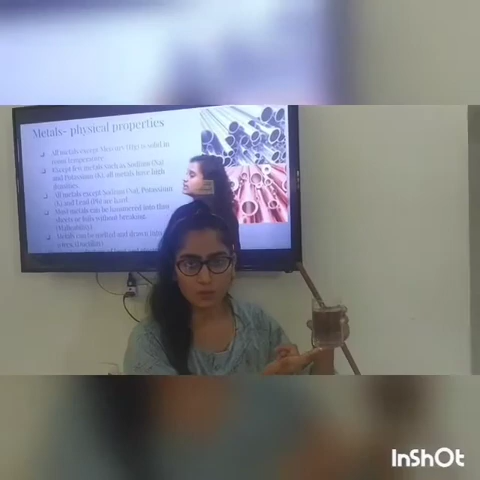 Metals- physical properties
All metals except Mercury (Hg) is solid in
room temperature
Except few metals such as Sodium (Na)
and Potassium (K), all metals have high
densities.
All metals except Sodium (Na), Potassium
(K) and Lead (Pb) are hard
Most metals can be hammered into thin
sheets or foils without breaking.
(Malleability)
Metals can be melted and drawn into
InShOt